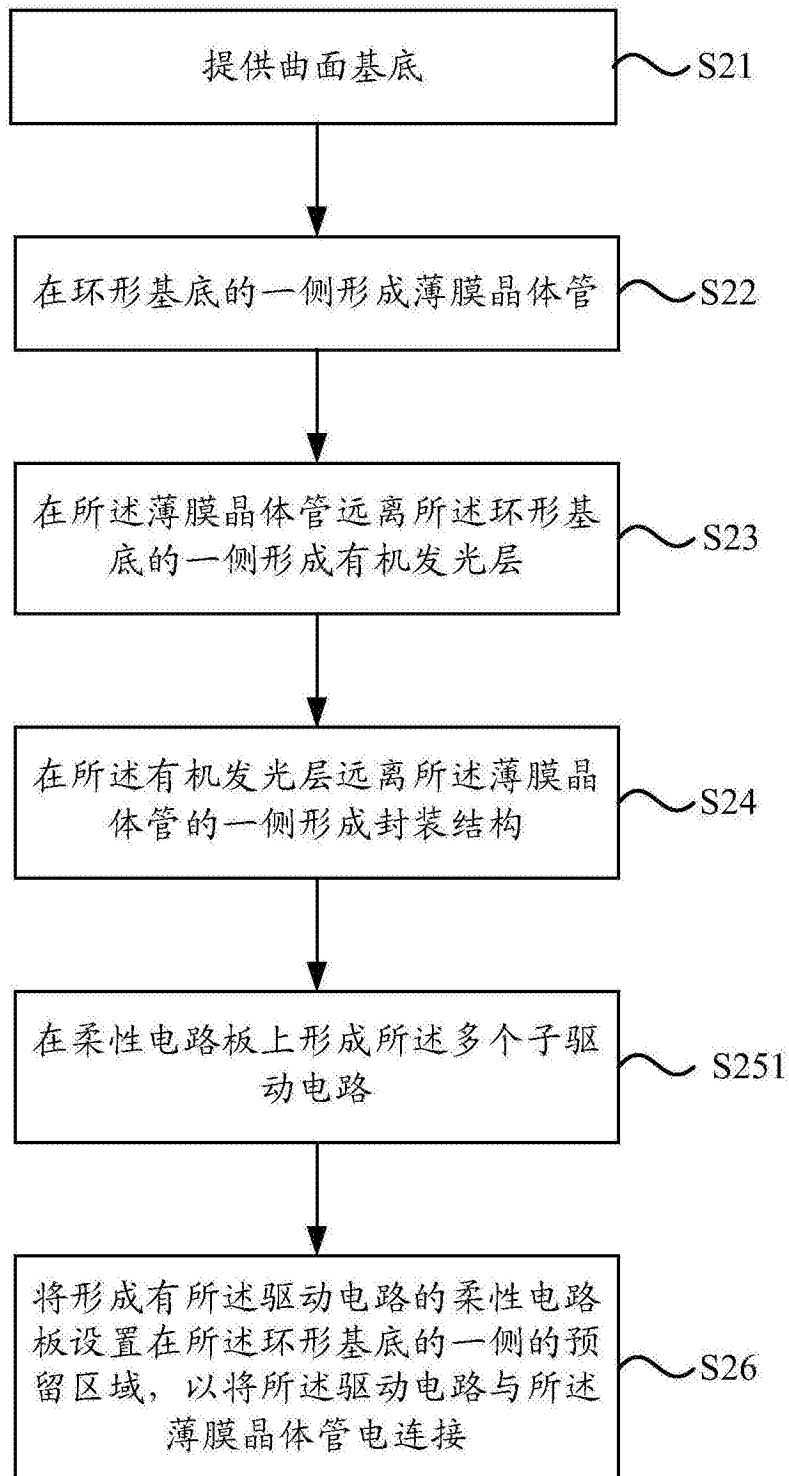 提供曲面基底
S21
在环形基底的一侧形成薄膜晶体管
S22
在所述薄膜晶体管远离所述环形基
底的一侧形成有机发光层
S23
在所述有机发光层远离所述薄膜晶
体管的一侧形成封装结构
S24
在柔性电路板上形成所述多个子驱
动电路
S251
将形成有所述驱动电路的柔性电路
板设置在所述环形基底的一侧的预
留区域，以将所述驱动电路与所述
薄膜晶体管电连接
S26